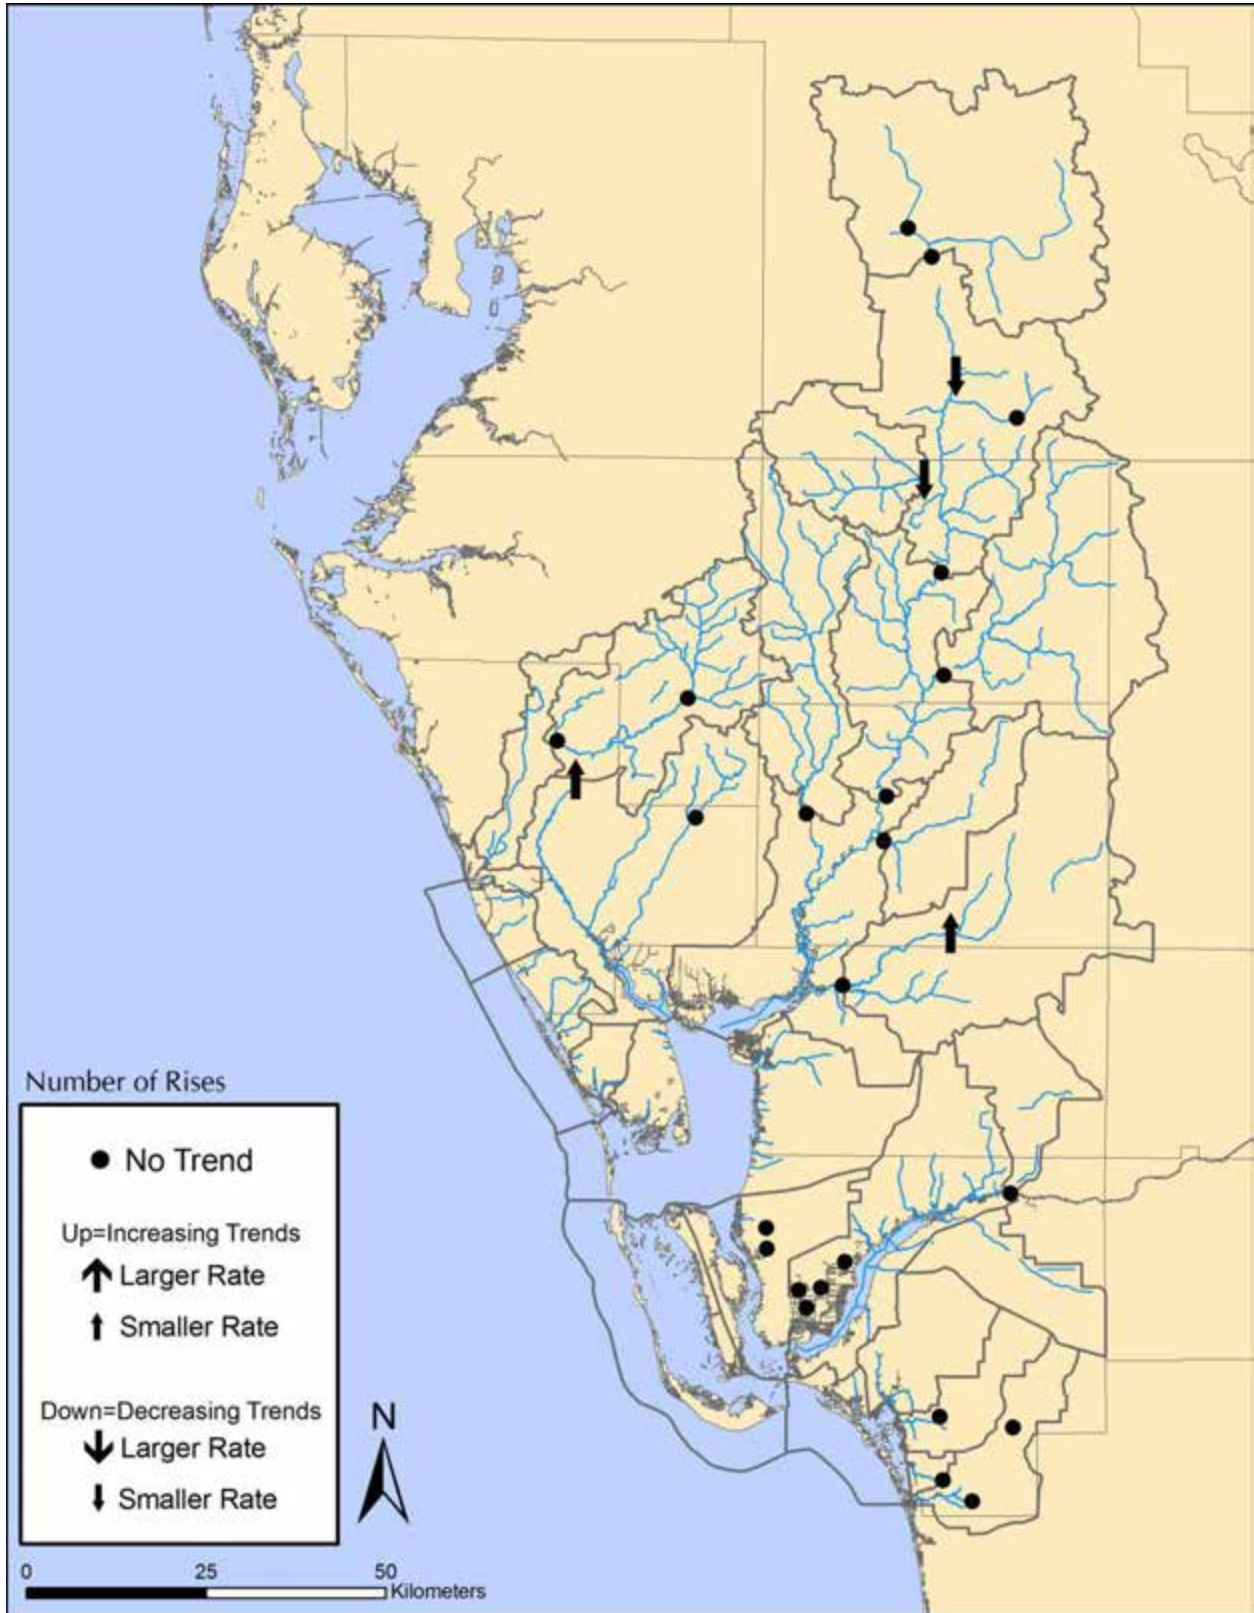 Number of Rises
No Trend
Up=Increasing Trends
Larger Rate
Smaller Rate
Down=Decreasing Trends
Larger Rate
Smaller Rate
N
0 25 50
Kilometers